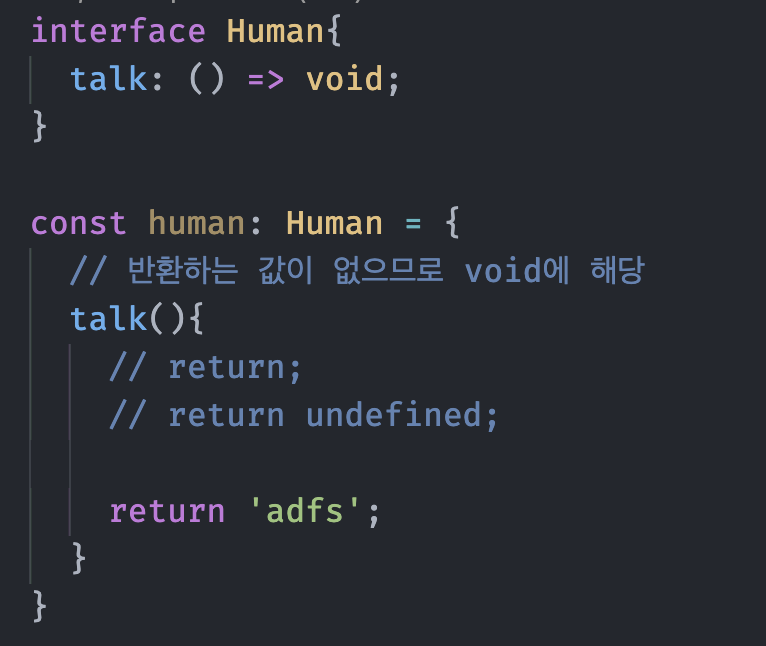 interface Human{
talk: () => void;
}
const human: Human = {
// 반환하는 값이 없으므로 void에 해당
talk(){
// return;
// return undefined;
return 'adfs';
}
}